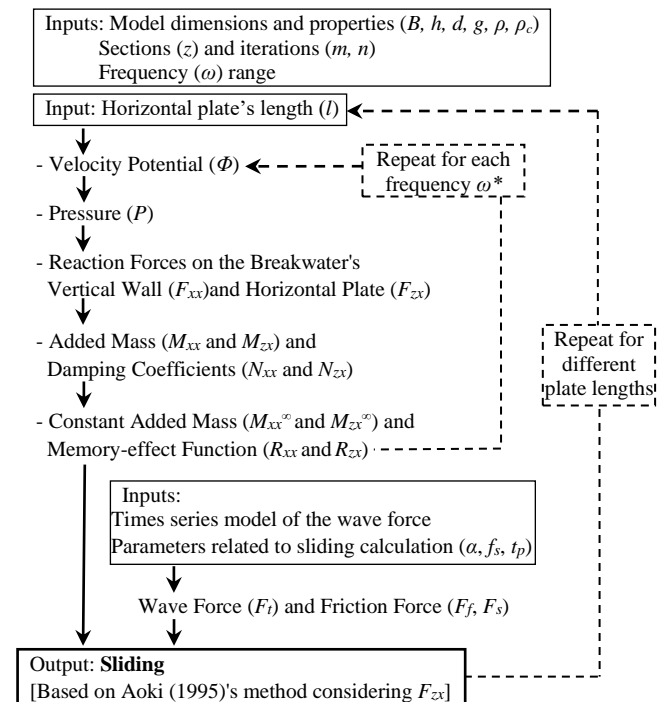 Inputs: Model dimensions and properties (B, h, d, g, ρ, ρc)
Sections (z) and iterations (m, n)
Frequency (ω) range
Input: Horizontal plate's length (l)
- Velocity Potential (Φ)
Repeat for each
frequency ω*
- Pressure (P)
- Reaction Forces on the Breakwater's
Vertical Wall (Fxx)and Horizontal Plate (Fzx)
- Added Mass (Mxx and Mzx) and
Damping Coefficients (Nxx and Nzx)
Repeat for
different
plate lengths
- Constant Added Mass (Mxx∞ and Mzx∞) and
Memory-effect Function (Rxx and Rzx)
Inputs:
Times series model of the wave force
Parameters related to sliding calculation (α, fs, tp)
Wave Force (Ft) and Friction Force (Ff, Fs)
Output: Sliding
[Based on Aoki (1995)'s method considering Fzx]